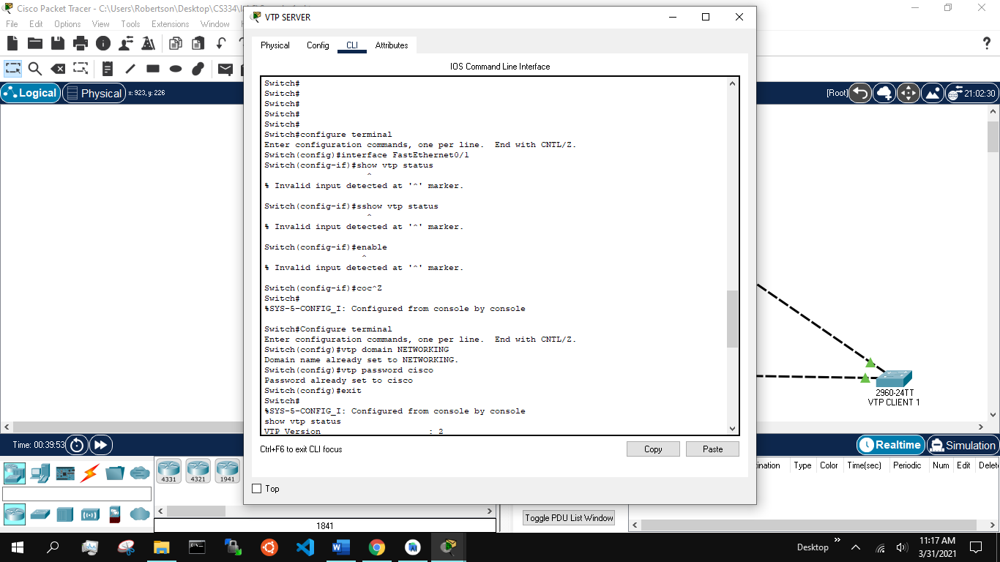 Cisco Packet Tracer - C:\Users\Robertson\Desktop\CS334\
VTP SERVER
File Edit Options View Tools Extensions Window
Physical Config CLI Attributes
IOS Command Line Interface
Logical Physical x: 923, y: 226
[Root] 21:02:30
Switch#
Switch#
Switch#
Switch#
Switch#
Switch#configure terminal
Enter configuration commands, one per line.  End with CNTL/Z.
Switch(config)#interface FastEthernet0/1
Switch(config-if)#show vtp status
^
% Invalid input detected at '^' marker.
Switch(config-if)#sshow vtp status
^
% Invalid input detected at '^' marker.
Switch(config-if)#enable
^
% Invalid input detected at '^' marker.
Switch(config-if)#coc^Z
Switch#
%SYS-5-CONFIG_I: Configured from console by console
Switch#Configure terminal
Enter configuration commands, one per line.  End with CNTL/Z.
Switch(config)#vtp domain NETWORKING
Domain name already set to NETWORKING.
Switch(config)#vtp password cisco
Password already set to cisco
Switch(config)#exit
Switch#
%SYS-5-CONFIG_I: Configured from console by console
show vtp status
VTP Version : 2
2960-24TT
VTP CLIENT 1
Ctrl+F6 to exit CLI focus
Copy Paste
Top
Time: 00:39:53
Realtime Simulation
4331 4321 1941
1841
Type Color Time(sec) Periodic Num Edit
Toggle PDU List Window
Desktop
11:17 AM
3/31/2021